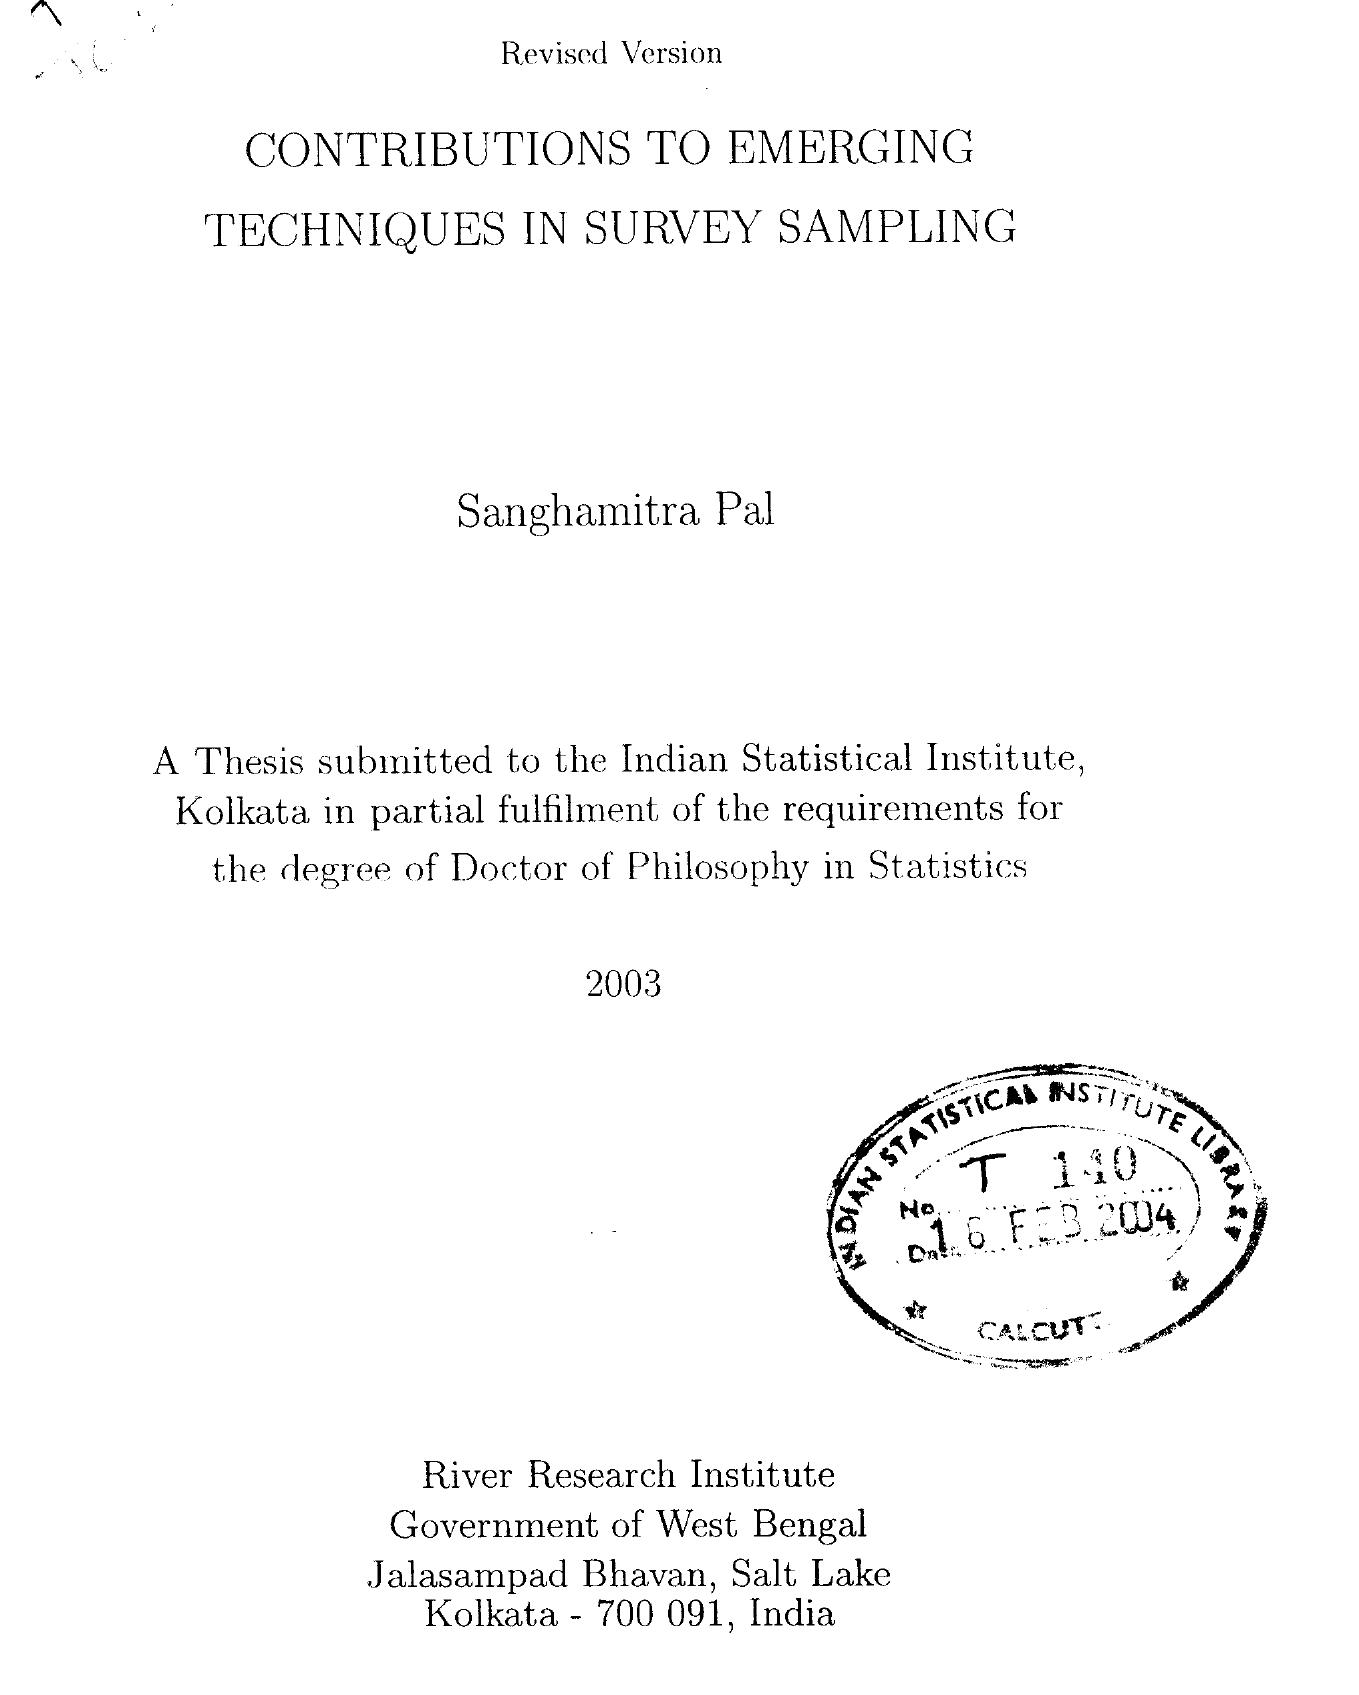 Revised Version
CONTRIBUTIONS TO EMERGING
TECHNIQUES IN SURVEY SAMPLING
Sanghamitra Pal
A Thesis submitted to the Indian Statistical Institute,
Kolkata in partial fulfilment of the requirements for
the degree of Doctor of Philosophy in Statistics
2003
INDIAN STATISTICAL INSTITUTE LIBRARY
No. T 140
16 FEB 2004
River Research Institute
Government of West Bengal
Jalasampad Bhavan, Salt Lake
Kolkata - 700 091, India